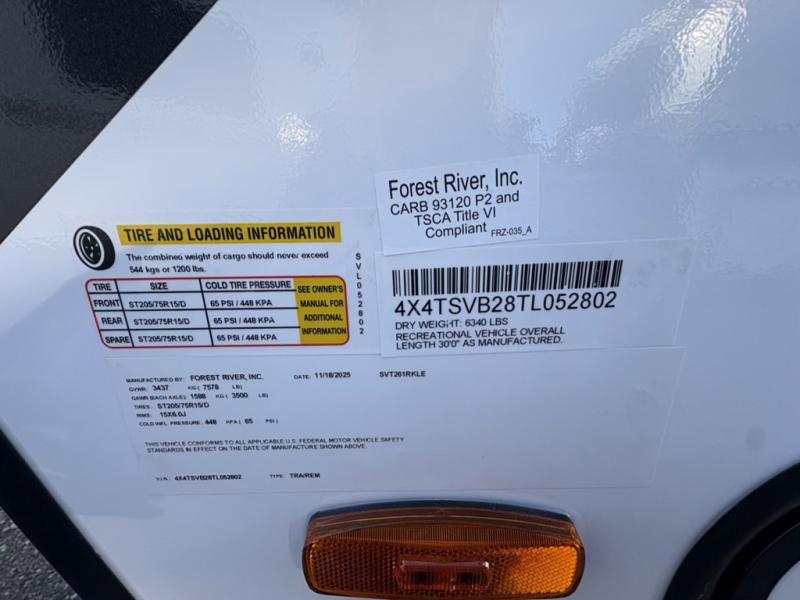 Forest River, Inc.
CARB 93120 P2 and
TSCA Title VI
Compliant FRZ-035_A
TIRE AND LOADING INFORMATION
The combined weight of cargo should never exceed
544 kgs or 1200 lbs.
TIRE SIZE COLD TIRE PRESSURE
FRONT ST205/75R15/D 65 PSI / 448 KPA
REAR ST205/75R15/D 65 PSI / 448 KPA
SPARE ST205/75R15/D 65 PSI / 448 KPA
SEE OWNER'S
MANUAL FOR
ADDITIONAL
INFORMATION
SVL052802
4X4TSVB28TL052802
DRY WEIGHT: 6340 LBS
RECREATIONAL VEHICLE OVERALL
LENGTH 30'0" AS MANUFACTURED.
MANUFACTURED BY: FOREST RIVER, INC. DATE: 11/18/2025 SVT261RKLE
GVWR: 3437 KG ( 7578 LB)
GAWR (EACH AXLE): 1588 KG ( 3500 LB)
TIRES: ST205/75R15/D
RIMS: 15X6.0J
COLD INFL. PRESSURE: 448 KPA ( 65 PSI)
THIS VEHICLE CONFORMS TO ALL APPLICABLE U.S. FEDERAL MOTOR VEHICLE SAFETY
STANDARDS IN EFFECT ON THE DATE OF MANUFACTURE SHOWN ABOVE.
V.I.N.: 4X4TSVB28TL052802 TYPE: TRA/REM